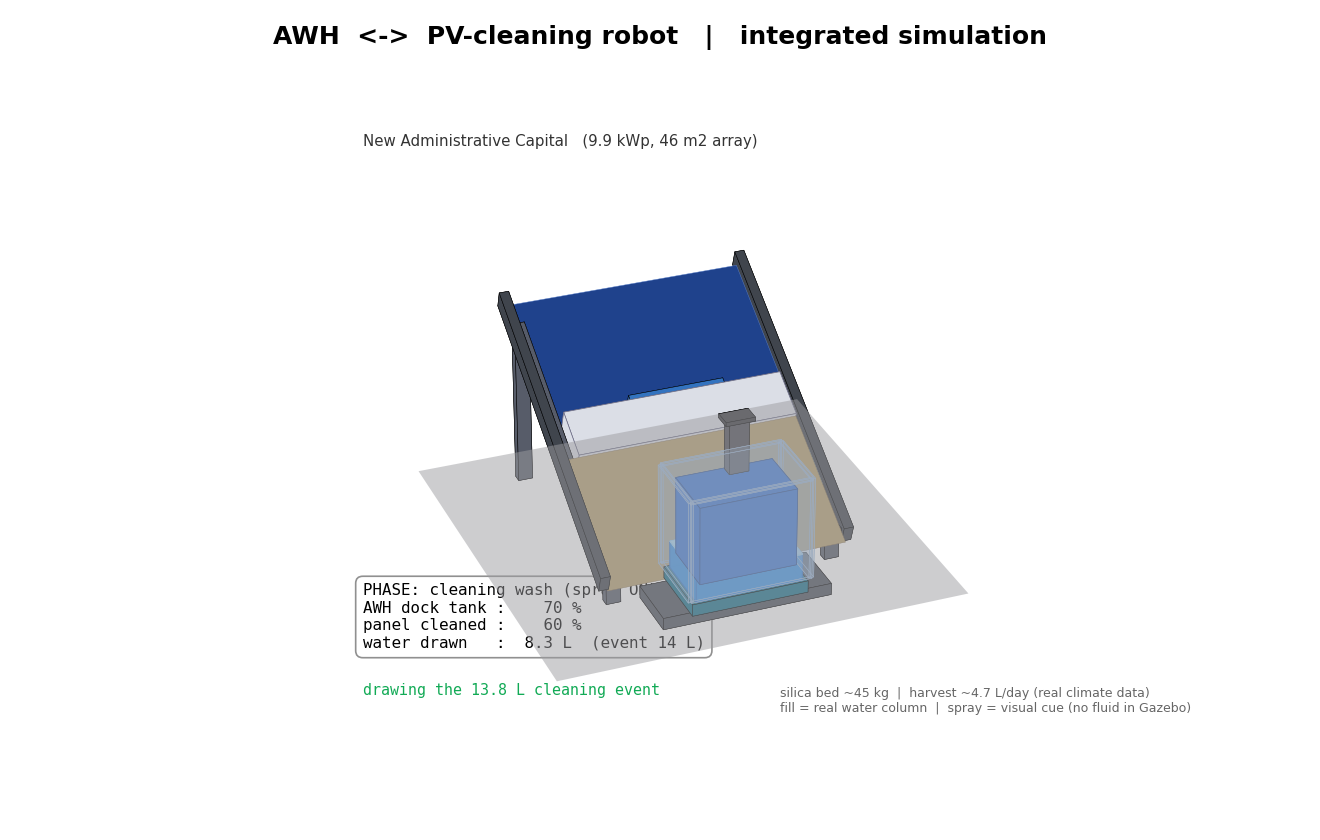 AWH <-> PV-cleaning robot | integrated simulation
New Administrative Capital (9.9 kWp, 46 m2 array)
PHASE: cleaning wash (spr
AWH dock tank : 70 %
panel cleaned : 60 %
water drawn : 8.3 L (event 14 L)
drawing the 13.8 L cleaning event
silica bed ~45 kg | harvest ~4.7 L/day (real climate data)
fill = real water column | spray = visual cue (no fluid in Gazebo)